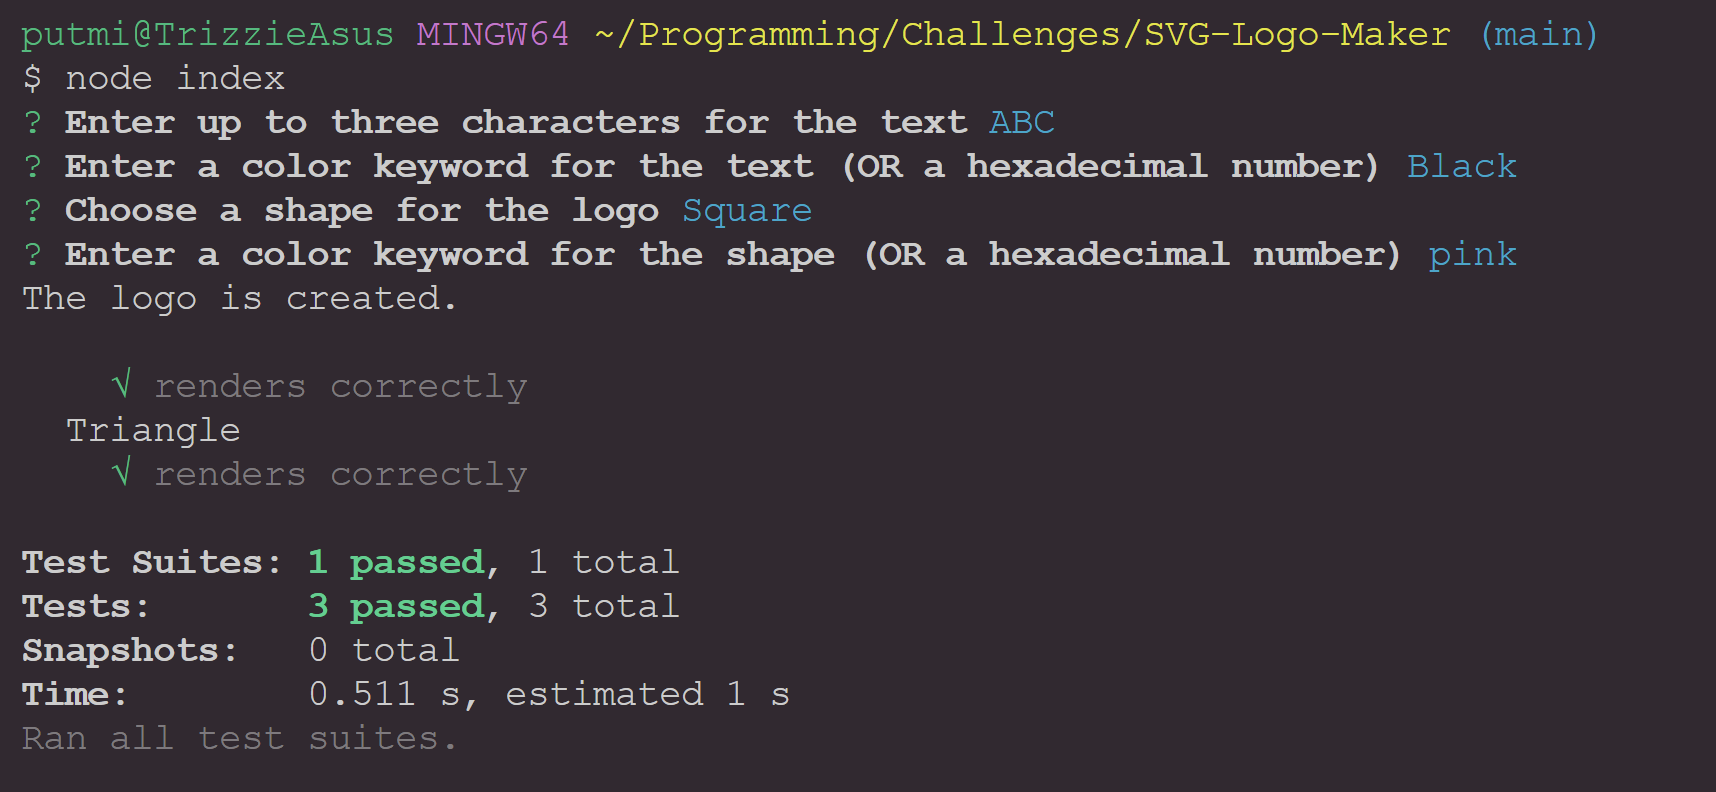 putmi@TrizzieAsus MINGW64 ~/Programming/Challenges/SVG-Logo-Maker (main)
$ node index
? Enter up to three characters for the text ABC
? Enter a color keyword for the text (OR a hexadecimal number) Black
? Choose a shape for the logo Square
? Enter a color keyword for the shape (OR a hexadecimal number) pink
The logo is created.
√ renders correctly
Triangle
√ renders correctly
Test Suites: 1 passed, 1 total
Tests: 3 passed, 3 total
Snapshots: 0 total
Time: 0.511 s, estimated 1 s
Ran all test suites.